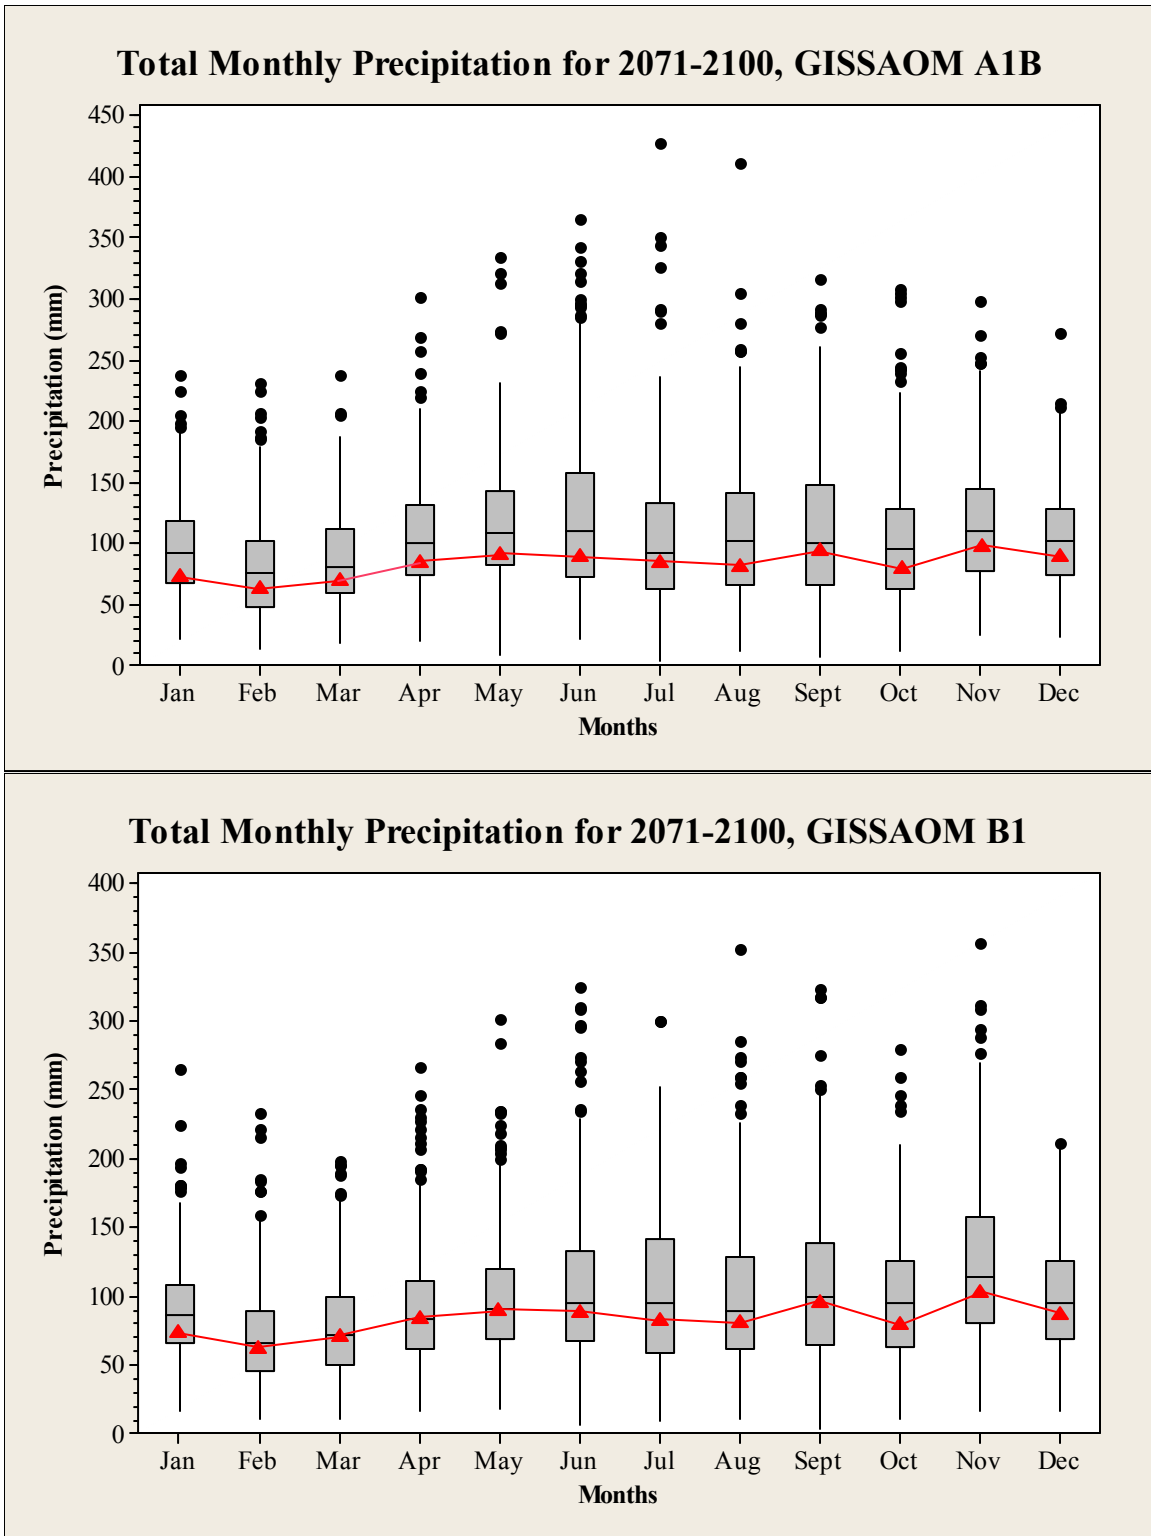 Total Monthly Precipitation for 2071-2100, GISSAOM A1B
450
400
350
300
250
200
150
100
50
0
Precipitation (mm)
Jan Feb Mar Apr May Jun Jul Aug Sept Oct Nov Dec
Months
Total Monthly Precipitation for 2071-2100, GISSAOM B1
400
350
300
250
200
150
100
50
0
Precipitation (mm)
Jan Feb Mar Apr May Jun Jul Aug Sept Oct Nov Dec
Months